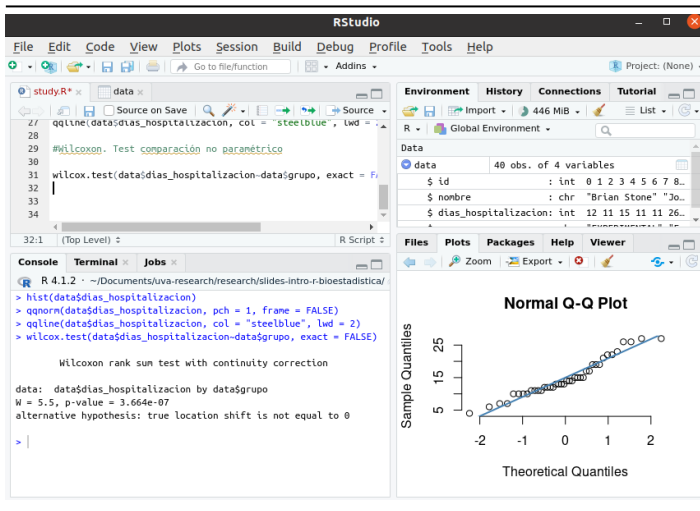 RStudio
File Edit Code View Plots Session Build Debug Profile Tools Help
Go to file/function Addins Project: (None)
study.R* data
Source on Save Source
27 qqline(data$dias_hospitalizacion, col = "steelblue", lwd =
28
29 #Wilcoxon. Test comparación no paramétrico
30
31 wilcox.test(data$dias_hospitalizacion~data$grupo, exact =
32
33
34
32:1 (Top Level) R Script
Console Terminal Jobs
R 4.1.2 · ~/Documents/uva-research/research/slides-intro-r-bioestadistica/
> hist(data$dias_hospitalizacion)
> qqnorm(data$dias_hospitalizacion, pch = 1, frame = FALSE)
> qqline(data$dias_hospitalizacion, col = "steelblue", lwd = 2)
> wilcox.test(data$dias_hospitalizacion~data$grupo, exact = FALSE)
Wilcoxon rank sum test with continuity correction
data: data$dias_hospitalizacion by data$grupo
W = 5.5, p-value = 3.664e-07
alternative hypothesis: true location shift is not equal to 0
>
Environment History Connections Tutorial
Import 446 MiB List
R Global Environment
Data
data 40 obs. of 4 variables
$ id : int 0 1 2 3 4 5 6 7 8…
$ nombre : chr "Brian Stone" "Jo…
$ dias_hospitalizacion: int 12 11 15 11 11 26…
Files Plots Packages Help Viewer
Zoom Export
Normal Q-Q Plot
Sample Quantiles
5 15 25
-2 -1 0 1 2
Theoretical Quantiles